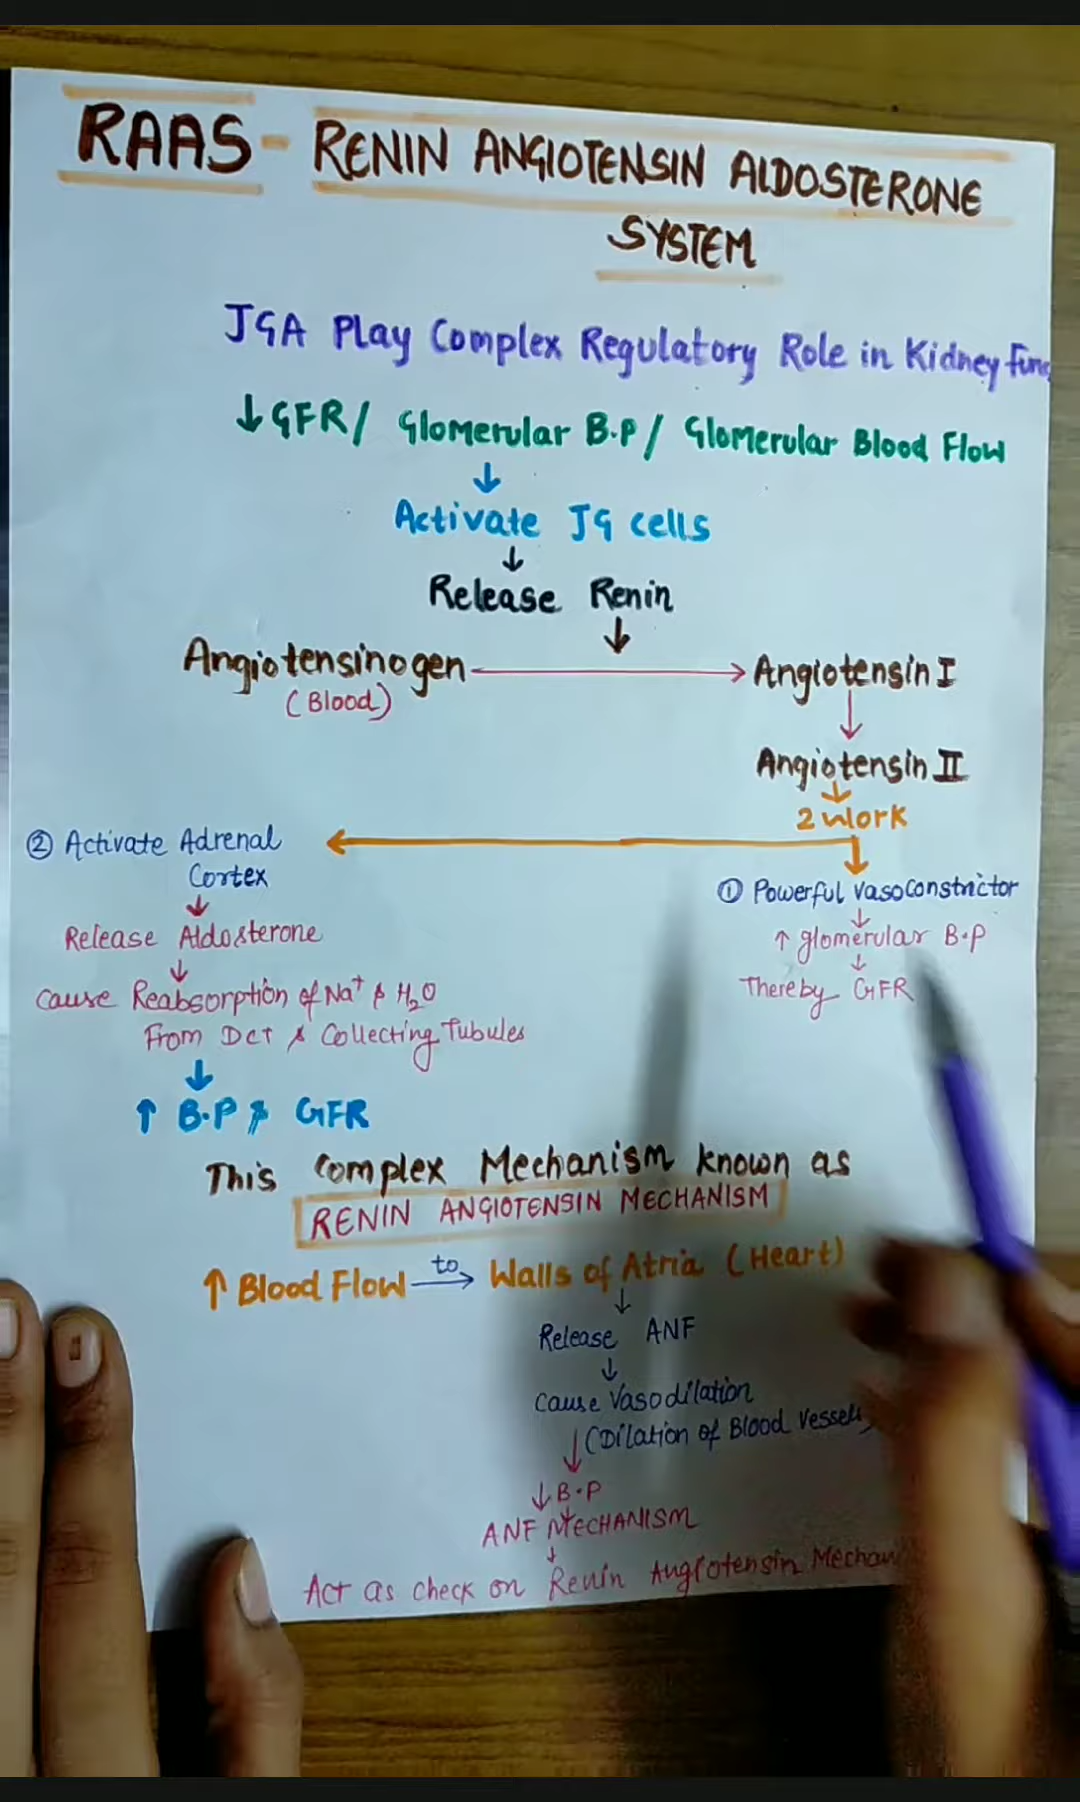 RAAS - RENIN ANGIOTENSIN ALDOSTERONE
SYSTEM
JGA Play Complex Regulatory Role in Kidney Func
↓ GFR / Glomerular B.P / Glomerular Blood Flow
↓
Activate JG cells
↓
Release Renin
↓
Angiotensinogen → Angiotensin I
(Blood)
↓
Angiotensin II
↓
2 Work
② Activate Adrenal
Cortex
↓
Release Aldosterone
↓
Cause Reabsorption of Na⁺ & H₂O
From DCT & Collecting Tubules
↓
↑ B.P & GFR
① Powerful Vasoconstrictor
↓
↑ glomerular B.P
↓
Thereby GFR
This Complex Mechanism known as
RENIN ANGIOTENSIN MECHANISM
↑ Blood Flow to → Walls of Atria (Heart)
↓
Release ANF
↓
Cause Vasodilation
↓ (Dilation of Blood Vessels)
↓ B.P
↓
ANF MECHANISM
↓
Act as check on Renin Angiotensin Mechan